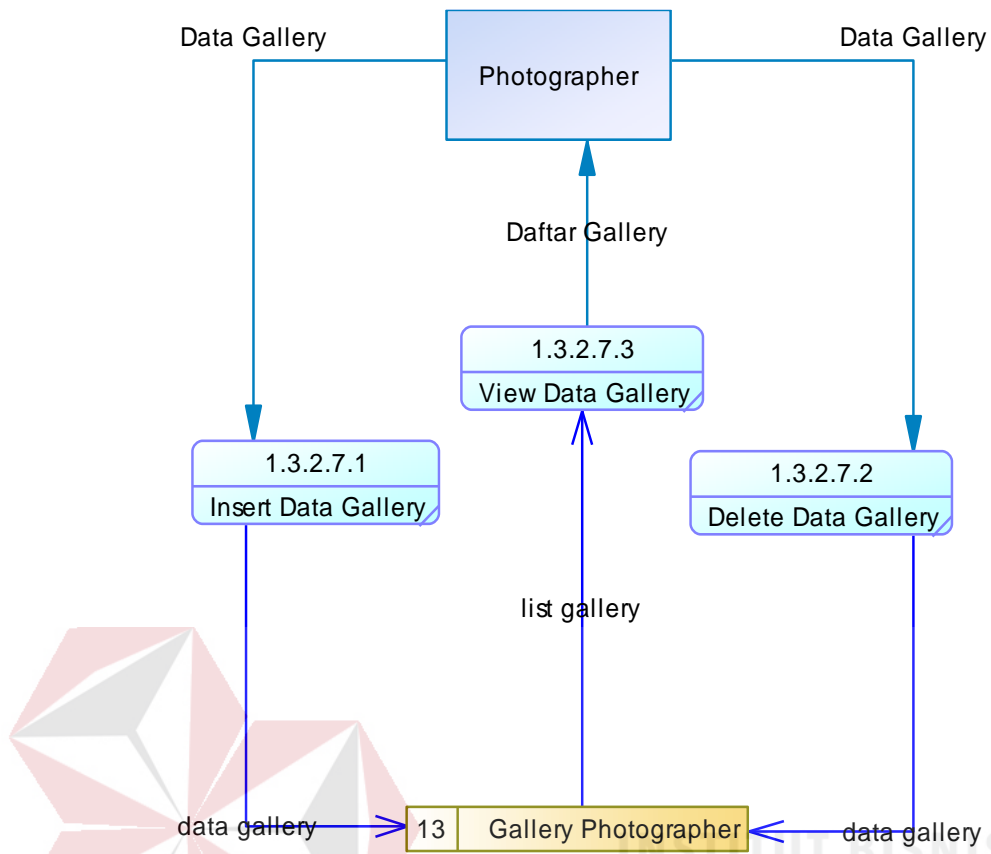 Data Gallery
Data Gallery
Photographer
Daftar Gallery
1.3.2.7.3
View Data Gallery
1.3.2.7.1
Insert Data Gallery
1.3.2.7.2
Delete Data Gallery
list gallery
data gallery
13 Gallery Photographer
data gallery